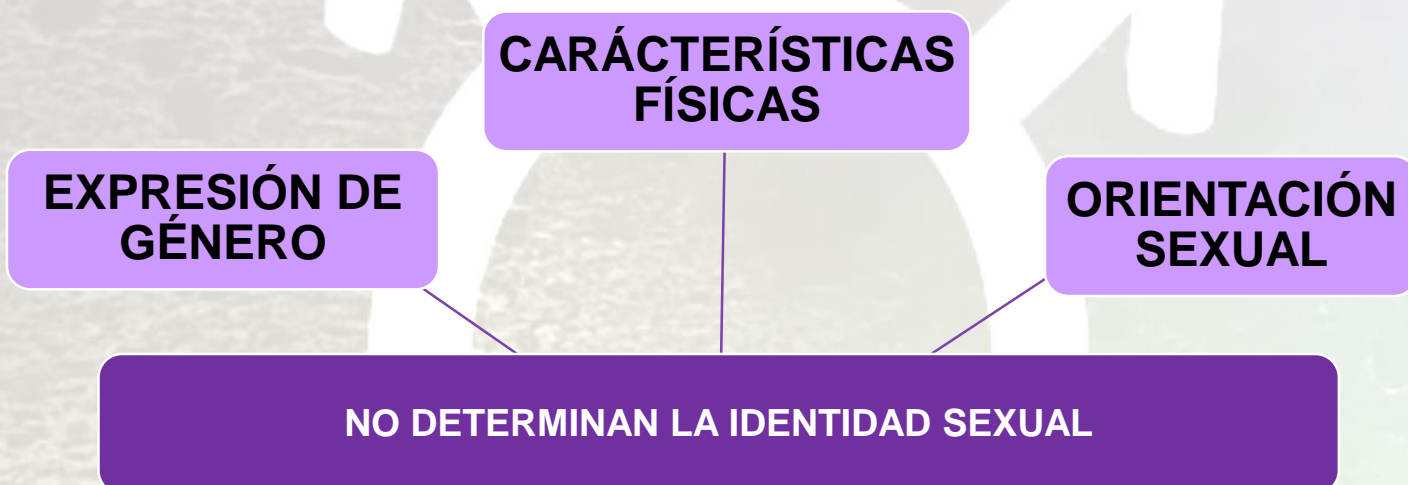 CARÁCTERÍSTICAS
FÍSICAS
EXPRESIÓN DE
GÉNERO
ORIENTACIÓN
SEXUAL
NO DETERMINAN LA IDENTIDAD SEXUAL